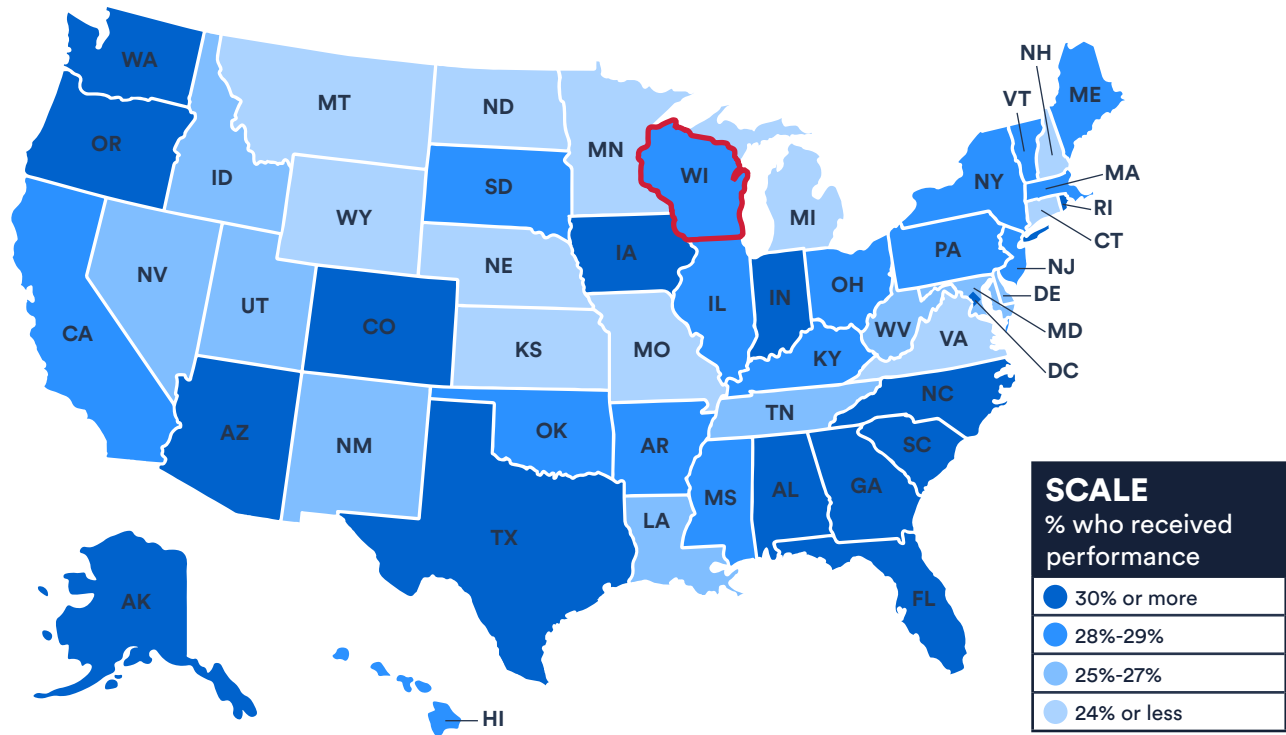 WA
OR
MT
ND
ID
MN
WI
SD
WY
MI
IA
NE
NV
UT
CO
CA
KS
MO
IL
IN
OH
PA
NY
VT
NH
ME
MA
RI
CT
NJ
DE
MD
DC
WV
VA
KY
NC
TN
SC
AZ
NM
OK
AR
MS
AL
GA
LA
TX
FL
AK
HI
SCALE
% who received
performance
30% or more
28%-29%
25%-27%
24% or less